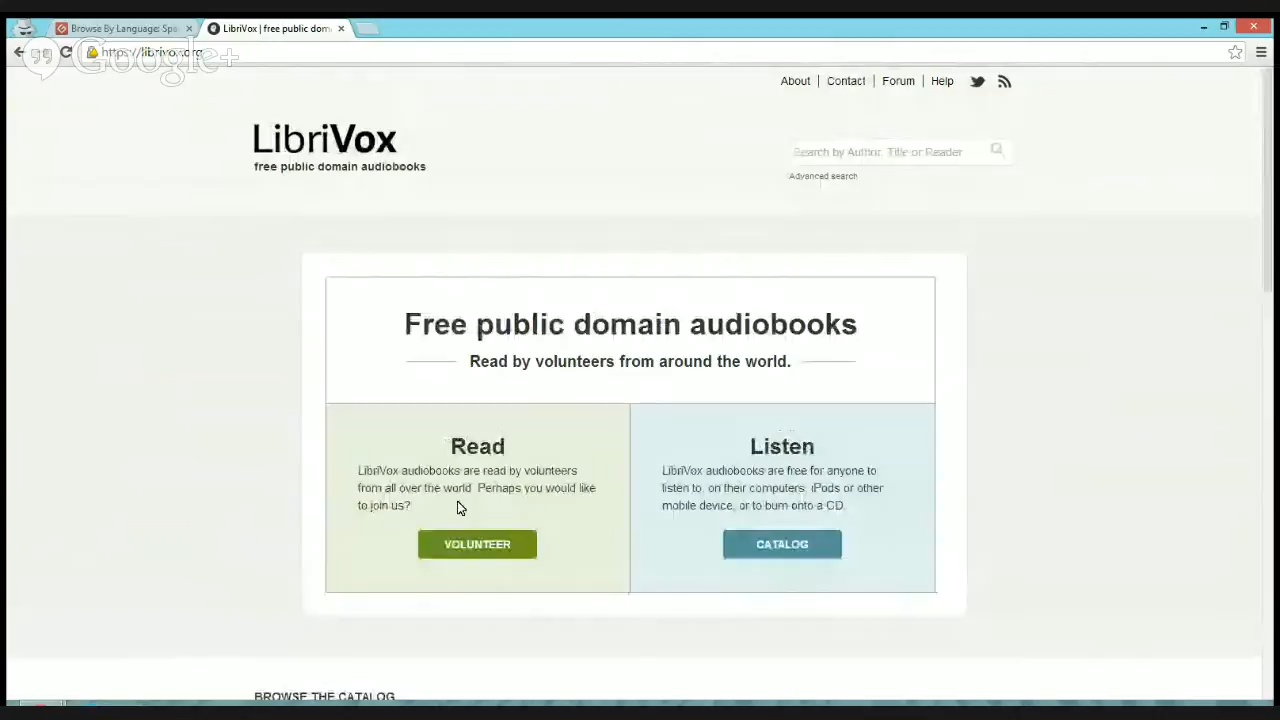 Browse By Language: Spa
LibriVox | free public dom
https://librivox.org
Google+
About | Contact | Forum | Help
LibriVox
free public domain audiobooks
Search by Author, Title or Reader
Advanced search
Free public domain audiobooks
Read by volunteers from around the world.
Read
LibriVox audiobooks are read by volunteers
from all over the world. Perhaps you would like
to join us?
VOLUNTEER
Listen
LibriVox audiobooks are free for anyone to
listen to, on their computers, iPods or other
mobile device, or to burn onto a CD.
CATALOG
BROWSE THE CATALOG